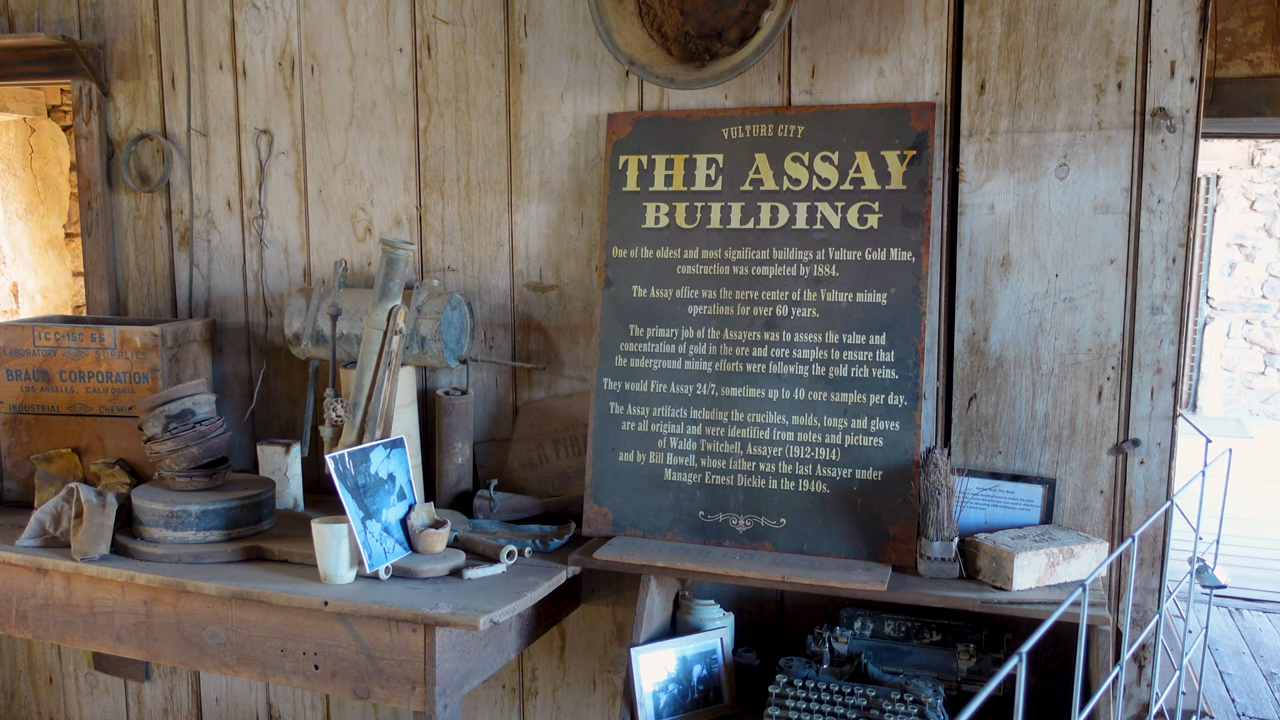 VULTURE CITY
THE ASSAY
BUILDING
One of the oldest and most significant buildings at Vulture Gold Mine,
construction was completed by 1884.
The Assay office was the nerve center of the Vulture mining
operations for over 60 years.
The primary job of the Assayers was to assess the value and
concentration of gold in the ore and core samples to ensure that
the underground mining efforts were following the gold rich veins.
They would Fire Assay 24/7, sometimes up to 40 core samples per day.
The Assay artifacts including the crucibles, molds, tongs and gloves
are all original and were identified from notes and pictures
of Waldo Twitchell, Assayer (1912-1914)
and by Bill Howell, whose father was the last Assayer under
Manager Ernest Dickie in the 1940s.
ICC-15C 55
LABORATORY SUPPLIES
BRAUN CORPORATION
LOS ANGELES, CALIFORNIA
INDUSTRIAL CHEMI